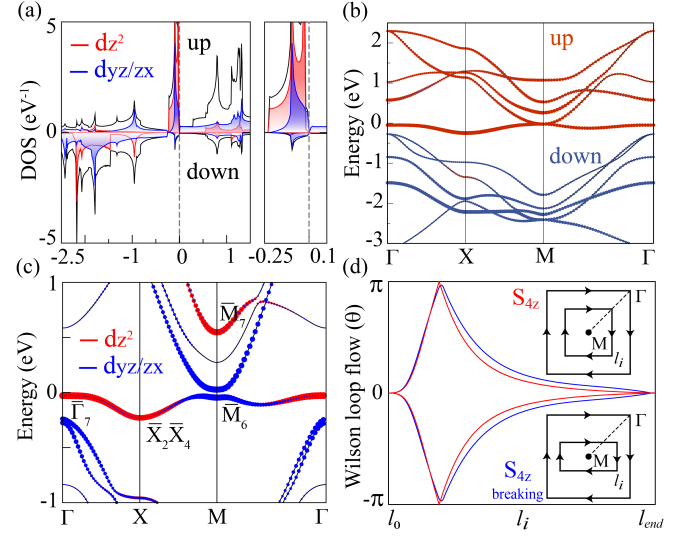 (a)
5
dz²
up
dyz/zx
DOS (eV⁻¹)
0
down
-5
-2.5
-1
0
1
-0.25
0.1
(b)
2
up
1
Energy (eV)
0
-1
down
-2
-3
Γ
X
M
Γ
(c)
1
M̅₇
dz²
dyz/zx
Energy (eV)
0
Γ̅₇
X̅₂X̅₄
M̅₆
-1
Γ
X
M
Γ
(d)
π
S₄z
Γ
M
lᵢ
Wilson loop flow (θ)
0
Γ
S₄z
M
breaking
lᵢ
-π
l₀
lᵢ
lₑₙd